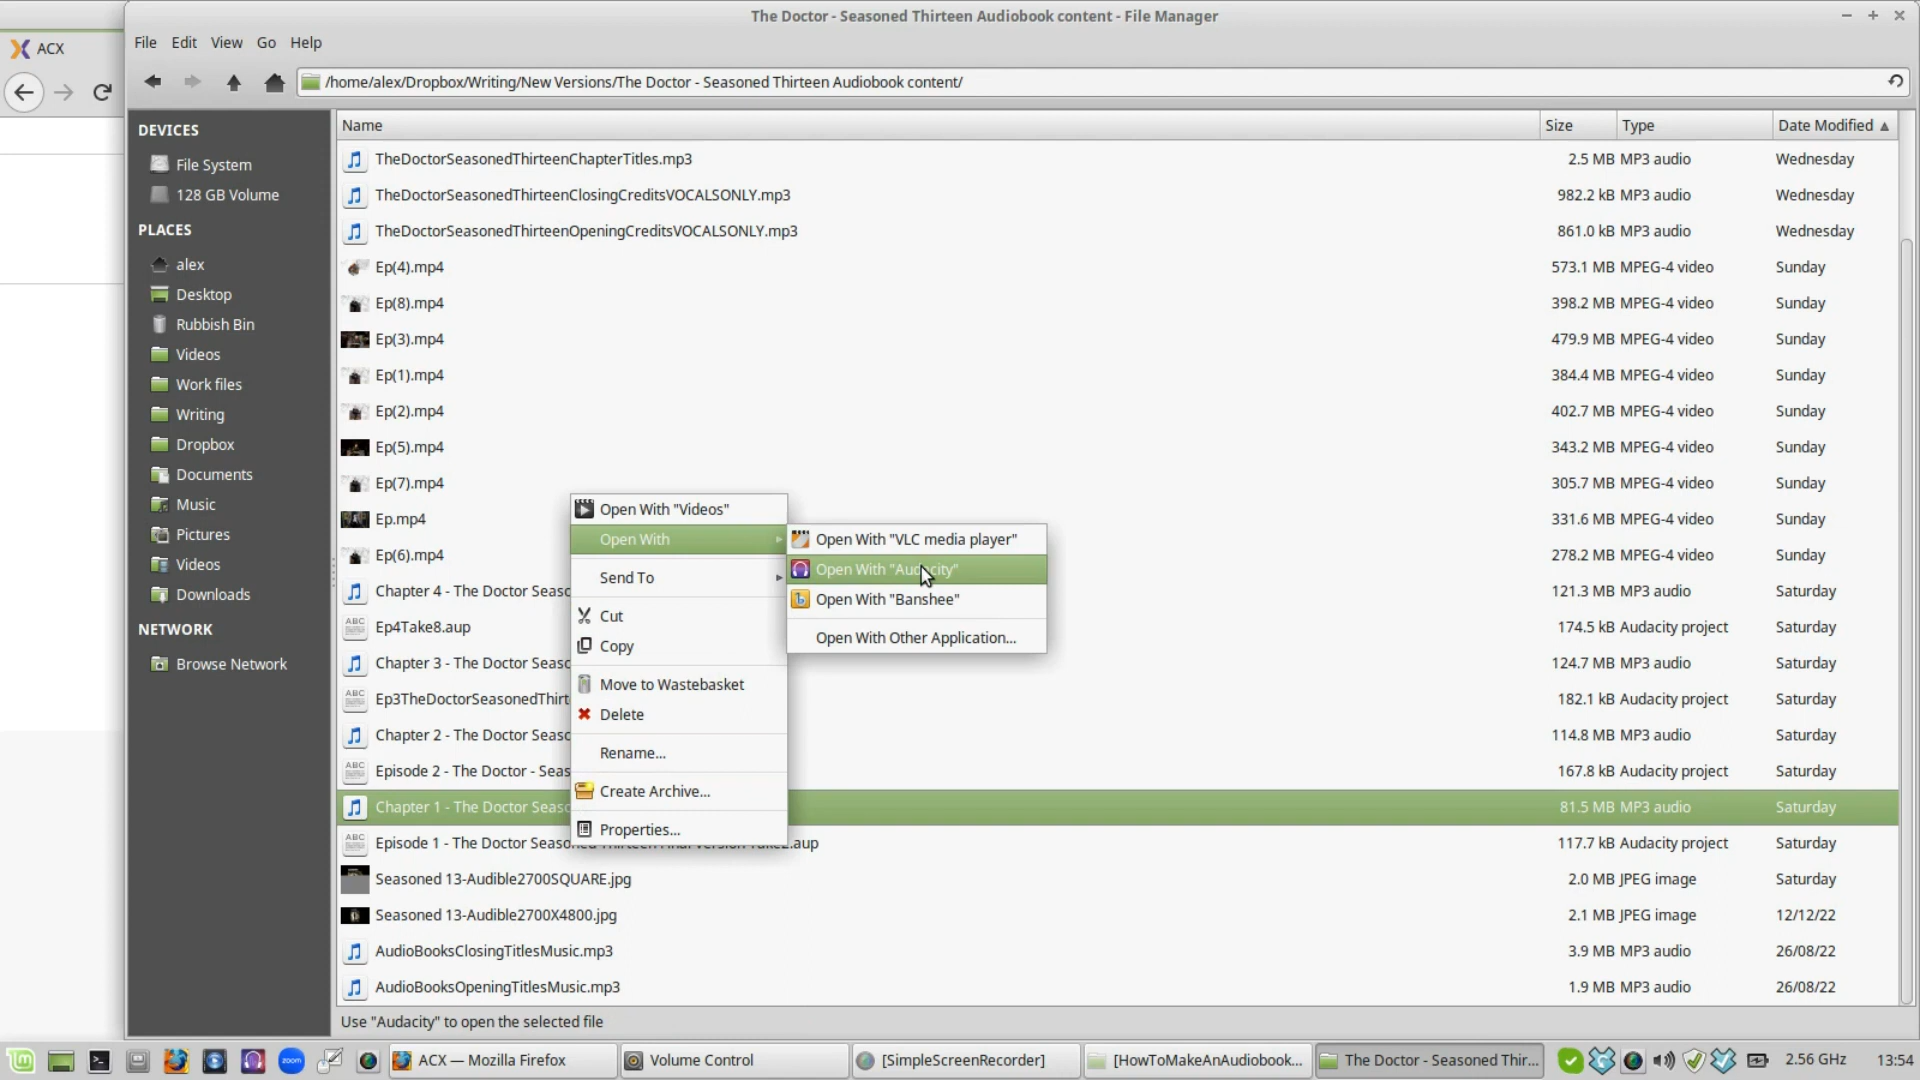 The Doctor - Seasoned Thirteen Audiobook content - File Manager
ACX
File Edit View Go Help
/home/alex/Dropbox/Writing/New Versions/The Doctor - Seasoned Thirteen Audiobook content/
DEVICES
File System
128 GB Volume
PLACES
alex
Desktop
Rubbish Bin
Videos
Work files
Writing
Dropbox
Documents
Music
Pictures
Videos
Downloads
NETWORK
Browse Network
Name Size Type Date Modified
TheDoctorSeasonedThirteenChapterTitles.mp3 2.5 MB MP3 audio Wednesday
TheDoctorSeasonedThirteenClosingCreditsVOCALSONLY.mp3 982.2 kB MP3 audio Wednesday
TheDoctorSeasonedThirteenOpeningCreditsVOCALSONLY.mp3 861.0 kB MP3 audio Wednesday
Ep(4).mp4 573.1 MB MPEG-4 video Sunday
Ep(8).mp4 398.2 MB MPEG-4 video Sunday
Ep(3).mp4 479.9 MB MPEG-4 video Sunday
Ep(1).mp4 384.4 MB MPEG-4 video Sunday
Ep(2).mp4 402.7 MB MPEG-4 video Sunday
Ep(5).mp4 343.2 MB MPEG-4 video Sunday
Ep(7).mp4 305.7 MB MPEG-4 video Sunday
Ep.mp4 331.6 MB MPEG-4 video Sunday
Ep(6).mp4 278.2 MB MPEG-4 video Sunday
Chapter 4 - The Doctor Seaso 121.3 MB MP3 audio Saturday
Ep4Take8.aup 174.5 kB Audacity project Saturday
Chapter 3 - The Doctor Seaso 124.7 MB MP3 audio Saturday
Ep3TheDoctorSeasonedThirt 182.1 kB Audacity project Saturday
Chapter 2 - The Doctor Seaso 114.8 MB MP3 audio Saturday
Episode 2 - The Doctor - Seas 167.8 kB Audacity project Saturday
Chapter 1 - The Doctor Seaso 81.5 MB MP3 audio Saturday
Episode 1 - The Doctor Seasoned Thirteen Final Version Take2.aup 117.7 kB Audacity project Saturday
Seasoned 13-Audible2700SQUARE.jpg 2.0 MB JPEG image Saturday
Seasoned 13-Audible2700X4800.jpg 2.1 MB JPEG image 12/12/22
AudioBooksClosingTitlesMusic.mp3 3.9 MB MP3 audio 26/08/22
AudioBooksOpeningTitlesMusic.mp3 1.9 MB MP3 audio 26/08/22
Open With "Videos"
Open With
Send To
Cut
Copy
Move to Wastebasket
Delete
Rename...
Create Archive...
Properties...
Open With "VLC media player"
Open With "Audacity"
Open With "Banshee"
Open With Other Application...
Use "Audacity" to open the selected file
zoom
ACX — Mozilla Firefox
Volume Control
[SimpleScreenRecorder]
[HowToMakeAnAudiobook...
The Doctor - Seasoned Thir...
2.56 GHz
13:54